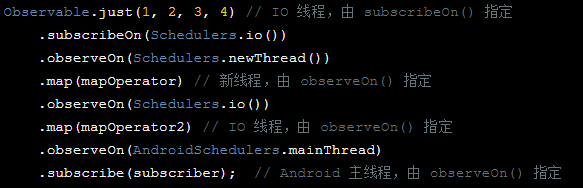 Observable.just(1, 2, 3, 4) // IO 线程，由 subscribeOn() 指定
.subscribeOn(Schedulers.io())
.observeOn(Schedulers.newThread())
.map(mapOperator) // 新线程，由 observeOn() 指定
.observeOn(Schedulers.io())
.map(mapOperator2) // IO 线程，由 observeOn() 指定
.observeOn(AndroidSchedulers.mainThread)
.subscribe(subscriber);  // Android 主线程，由 observeOn() 指定